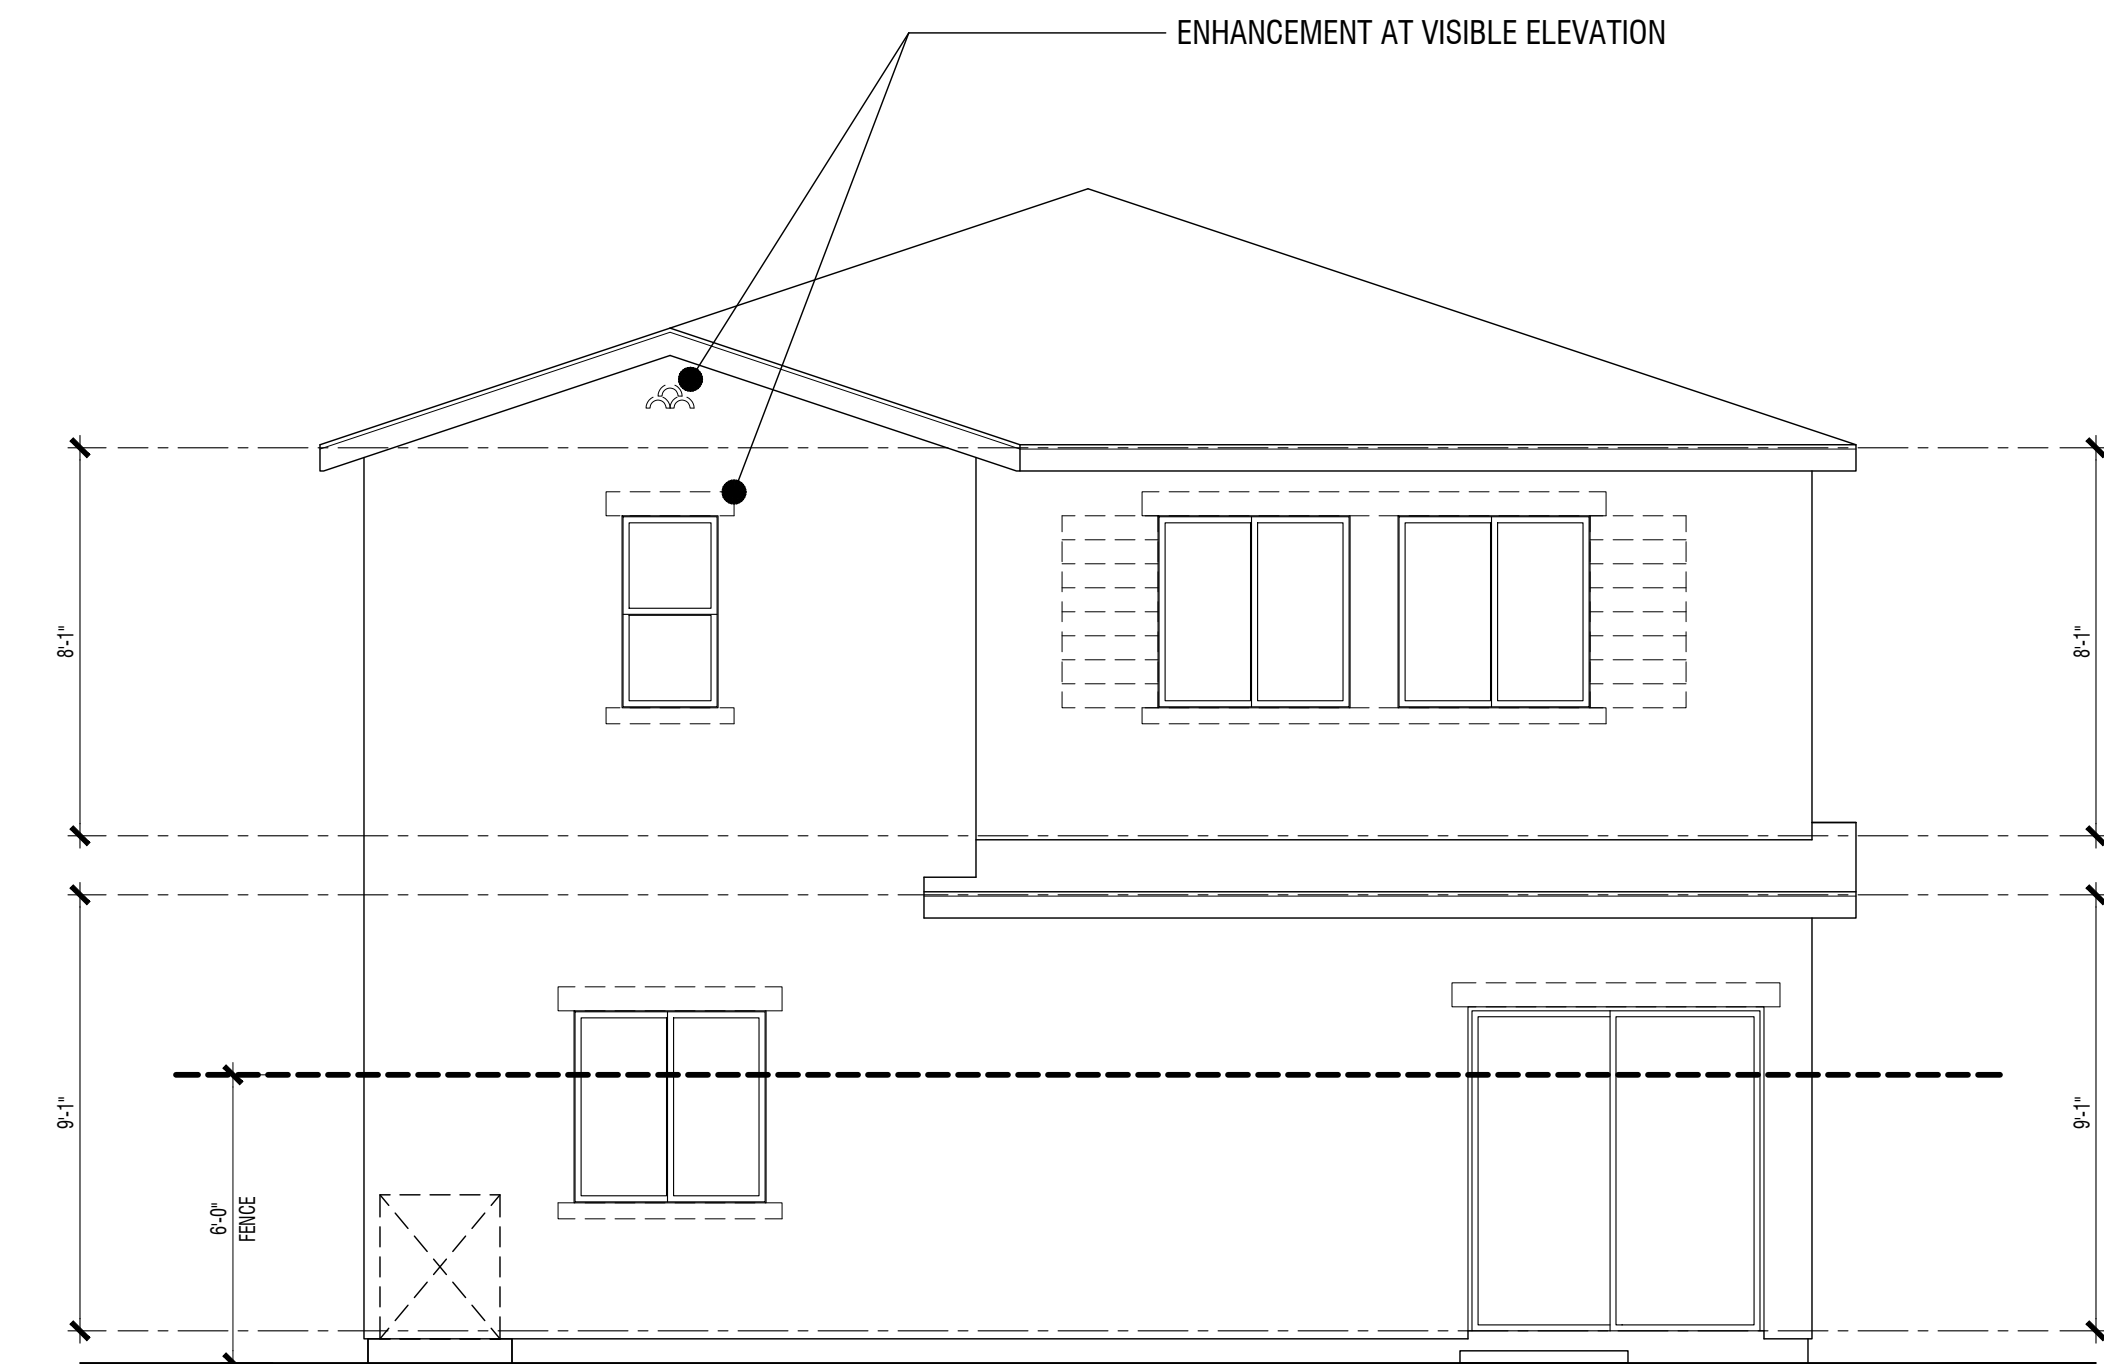 ENHANCEMENT AT VISIBLE ELEVATION
8'-1"
8'-1"
9'-1"
9'-1"
6'-0"
FENCE